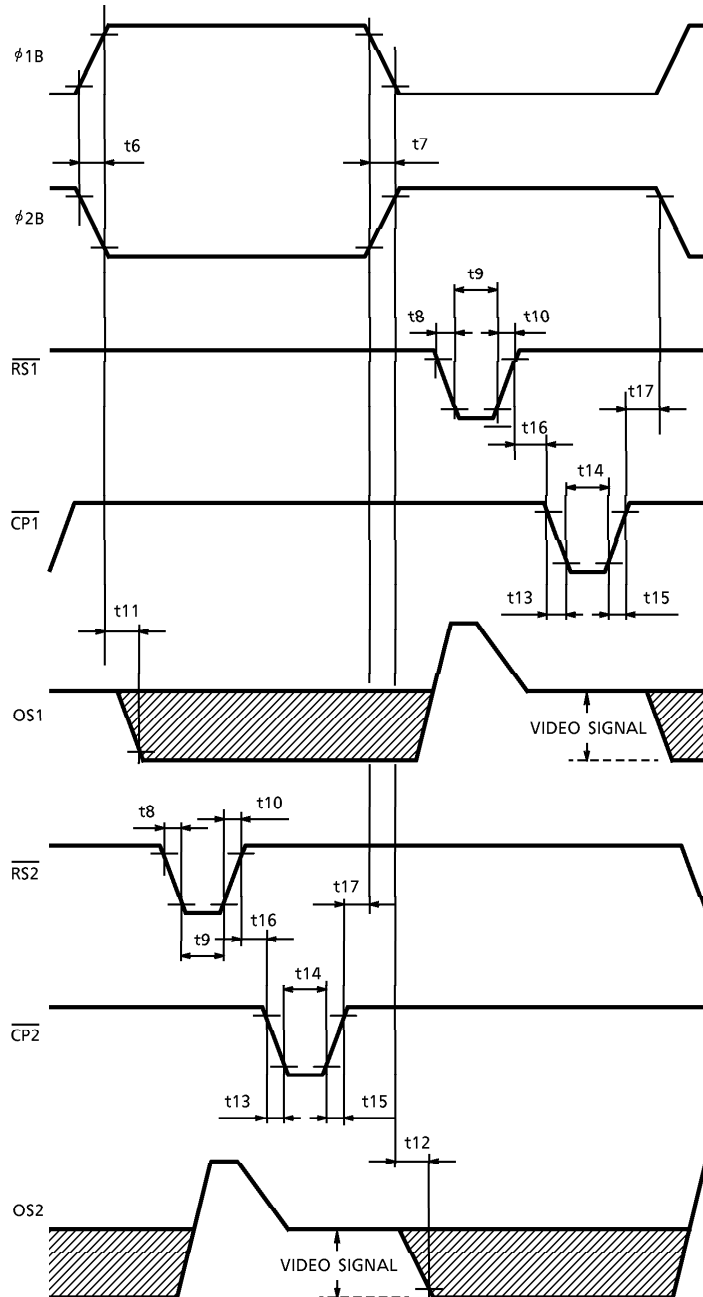 ϕ1B
t6
t7
ϕ2B
t9
t8
t10
RS1
t17
t16
t14
CP1
t13
t15
t11
OS1
VIDEO SIGNAL
t8
t10
RS2
t17
t16
t9
t14
CP2
t13
t15
t12
OS2
VIDEO SIGNAL